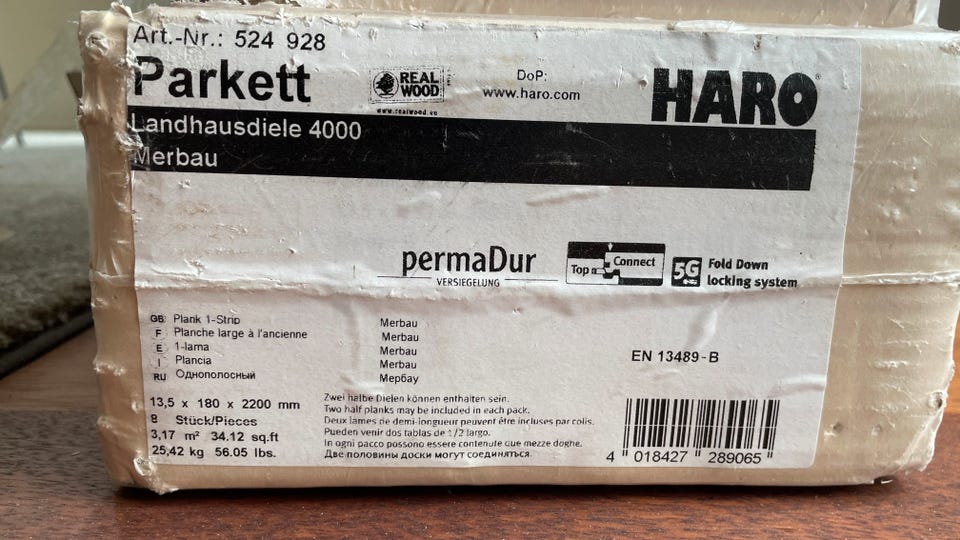 Art.-Nr.: 524 928
Parkett
REAL WOOD
www.realwood.eu
DoP:
www.haro.com
HARO
Landhausdiele 4000
Merbau
permaDur
VERSIEGELUNG
Top Connect
5G
Fold Down
locking system
GB Plank 1-Strip Merbau
F Planche large à l'ancienne Merbau
E 1-lama Merbau
I Plancia Merbau
RU Однополосный Мербау
EN 13489-B
13,5 x 180 x 2200 mm
8 Stück/Pieces
3,17 m² 34.12 sq.ft
25,42 kg 56.05 lbs.
Zwei halbe Dielen können enthalten sein.
Two half planks may be included in each pack.
Deux lames de demi-longueur peuvent être incluses par colis.
Pueden venir dos tablas de 1/2 largo.
In ogni pacco possono essere contenute due mezze doghe.
Две половины доски могут соединяться.
4 018427 289065